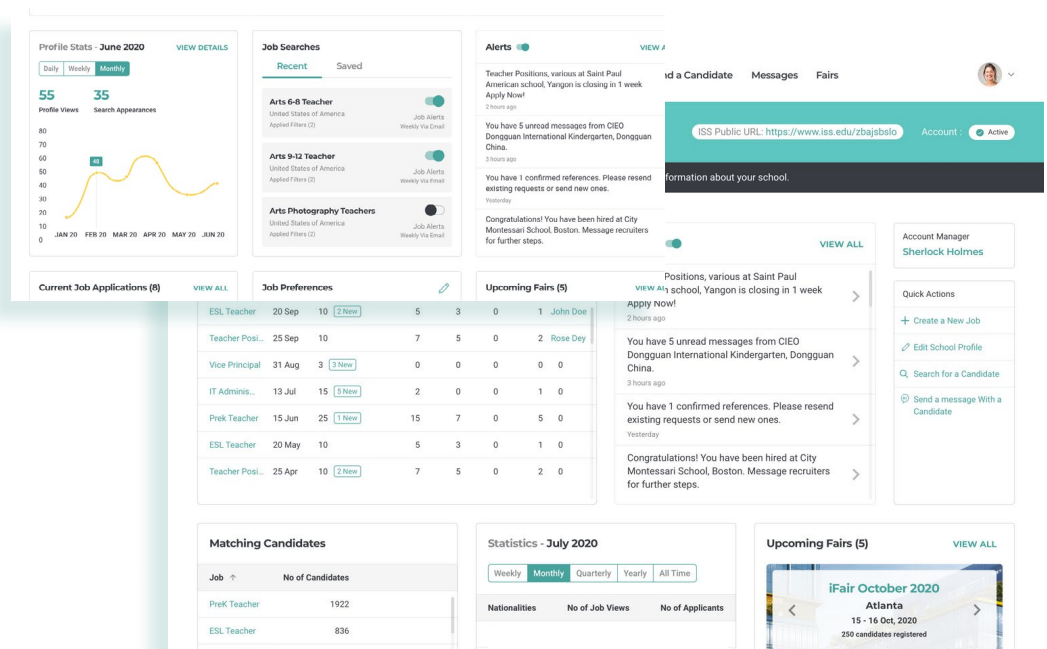 Profile Stats - June 2020 VIEW DETAILS
Daily Weekly Monthly
55 35
Profile Views Search Appearances
80
70
60
50
40
30
20
10
0
48
JAN 20 FEB 20 MAR 20 APR 20 MAY 20 JUN 20
Job Searches
Recent Saved
Arts 6-8 Teacher
United States of America
Applied Filters (2)
Job Alerts
Weekly Via Email
Arts 9-12 Teacher
United States of America
Applied Filters (2)
Job Alerts
Weekly Via Email
Arts Photography Teachers
United States of America
Applied Filters (2)
Job Alerts
Weekly Via Email
Alerts VIEW A
Teacher Positions, various at Saint Paul
American school, Yangon is closing in 1 week
Apply Now!
2 hours ago
You have 5 unread messages from CIEO
Dongguan International Kindergarten, Dongguan
China.
3 hours ago
You have 1 confirmed references. Please resend
existing requests or send new ones.
Yesterday
Congratulations! You have been hired at City
Montessari School, Boston. Message recruiters
for further steps.
Current Job Applications (8) VIEW ALL
Job Preferences
Upcoming Fairs (5) VIEW AL
nd a Candidate Messages Fairs
ISS Public URL: https://www.iss.edu/zbajsbslo Account : Active
formation about your school.
ESL Teacher 20 Sep 10 2 New 5 3 0 1 John Doe
Teacher Posi... 25 Sep 10 7 5 0 2 Rose Dey
Vice Principal 31 Aug 3 3 New 0 0 0 0 0
IT Adminis... 13 Jul 15 5 New 2 0 0 1 0
Prek Teacher 15 Jun 25 1 New 15 7 0 5 0
ESL Teacher 20 May 10 5 3 0 1 0
Teacher Posi... 25 Apr 10 2 New 7 5 0 2 0
VIEW ALL
Positions, various at Saint Paul
n school, Yangon is closing in 1 week
Apply Now!
2 hours ago
You have 5 unread messages from CIEO
Dongguan International Kindergarten, Dongguan
China.
3 hours ago
You have 1 confirmed references. Please resend
existing requests or send new ones.
Yesterday
Congratulations! You have been hired at City
Montessari School, Boston. Message recruiters
for further steps.
Account Manager
Sherlock Holmes
Quick Actions
Create a New Job
Edit School Profile
Search for a Candidate
Send a message With a
Candidate
Matching Candidates
Job No of Candidates
PreK Teacher 1922
ESL Teacher 836
Statistics - July 2020
Weekly Monthly Quarterly Yearly All Time
Nationalities No of Job Views No of Applicants
Upcoming Fairs (5) VIEW ALL
iFair October 2020
Atlanta
15 - 16 Oct, 2020
250 candidates registered